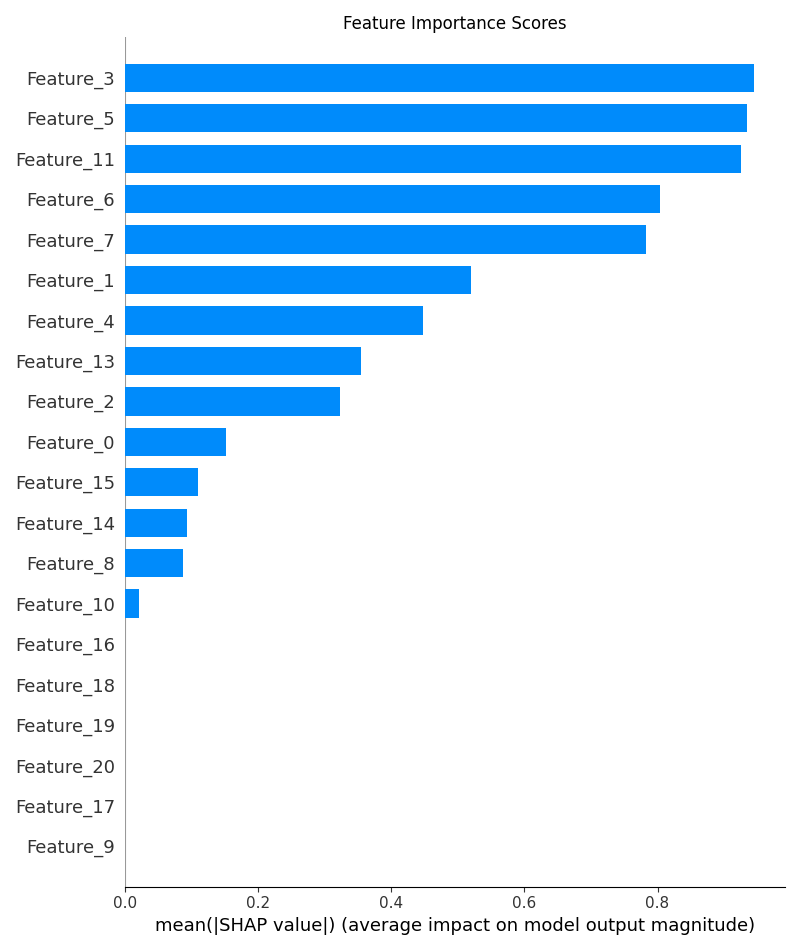 Feature Importance Scores
Feature_3
Feature_5
Feature_11
Feature_6
Feature_7
Feature_1
Feature_4
Feature_13
Feature_2
Feature_0
Feature_15
Feature_14
Feature_8
Feature_10
Feature_16
Feature_18
Feature_19
Feature_20
Feature_17
Feature_9
0.0 0.2 0.4 0.6 0.8
mean(|SHAP value|) (average impact on model output magnitude)